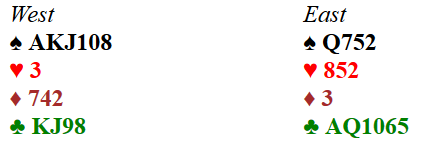 West East
♠ AKJ108 ♠ Q752
♥ 3 ♥ 852
♦ 742 ♦ 3
♣ KJ98 ♣ AQ1065